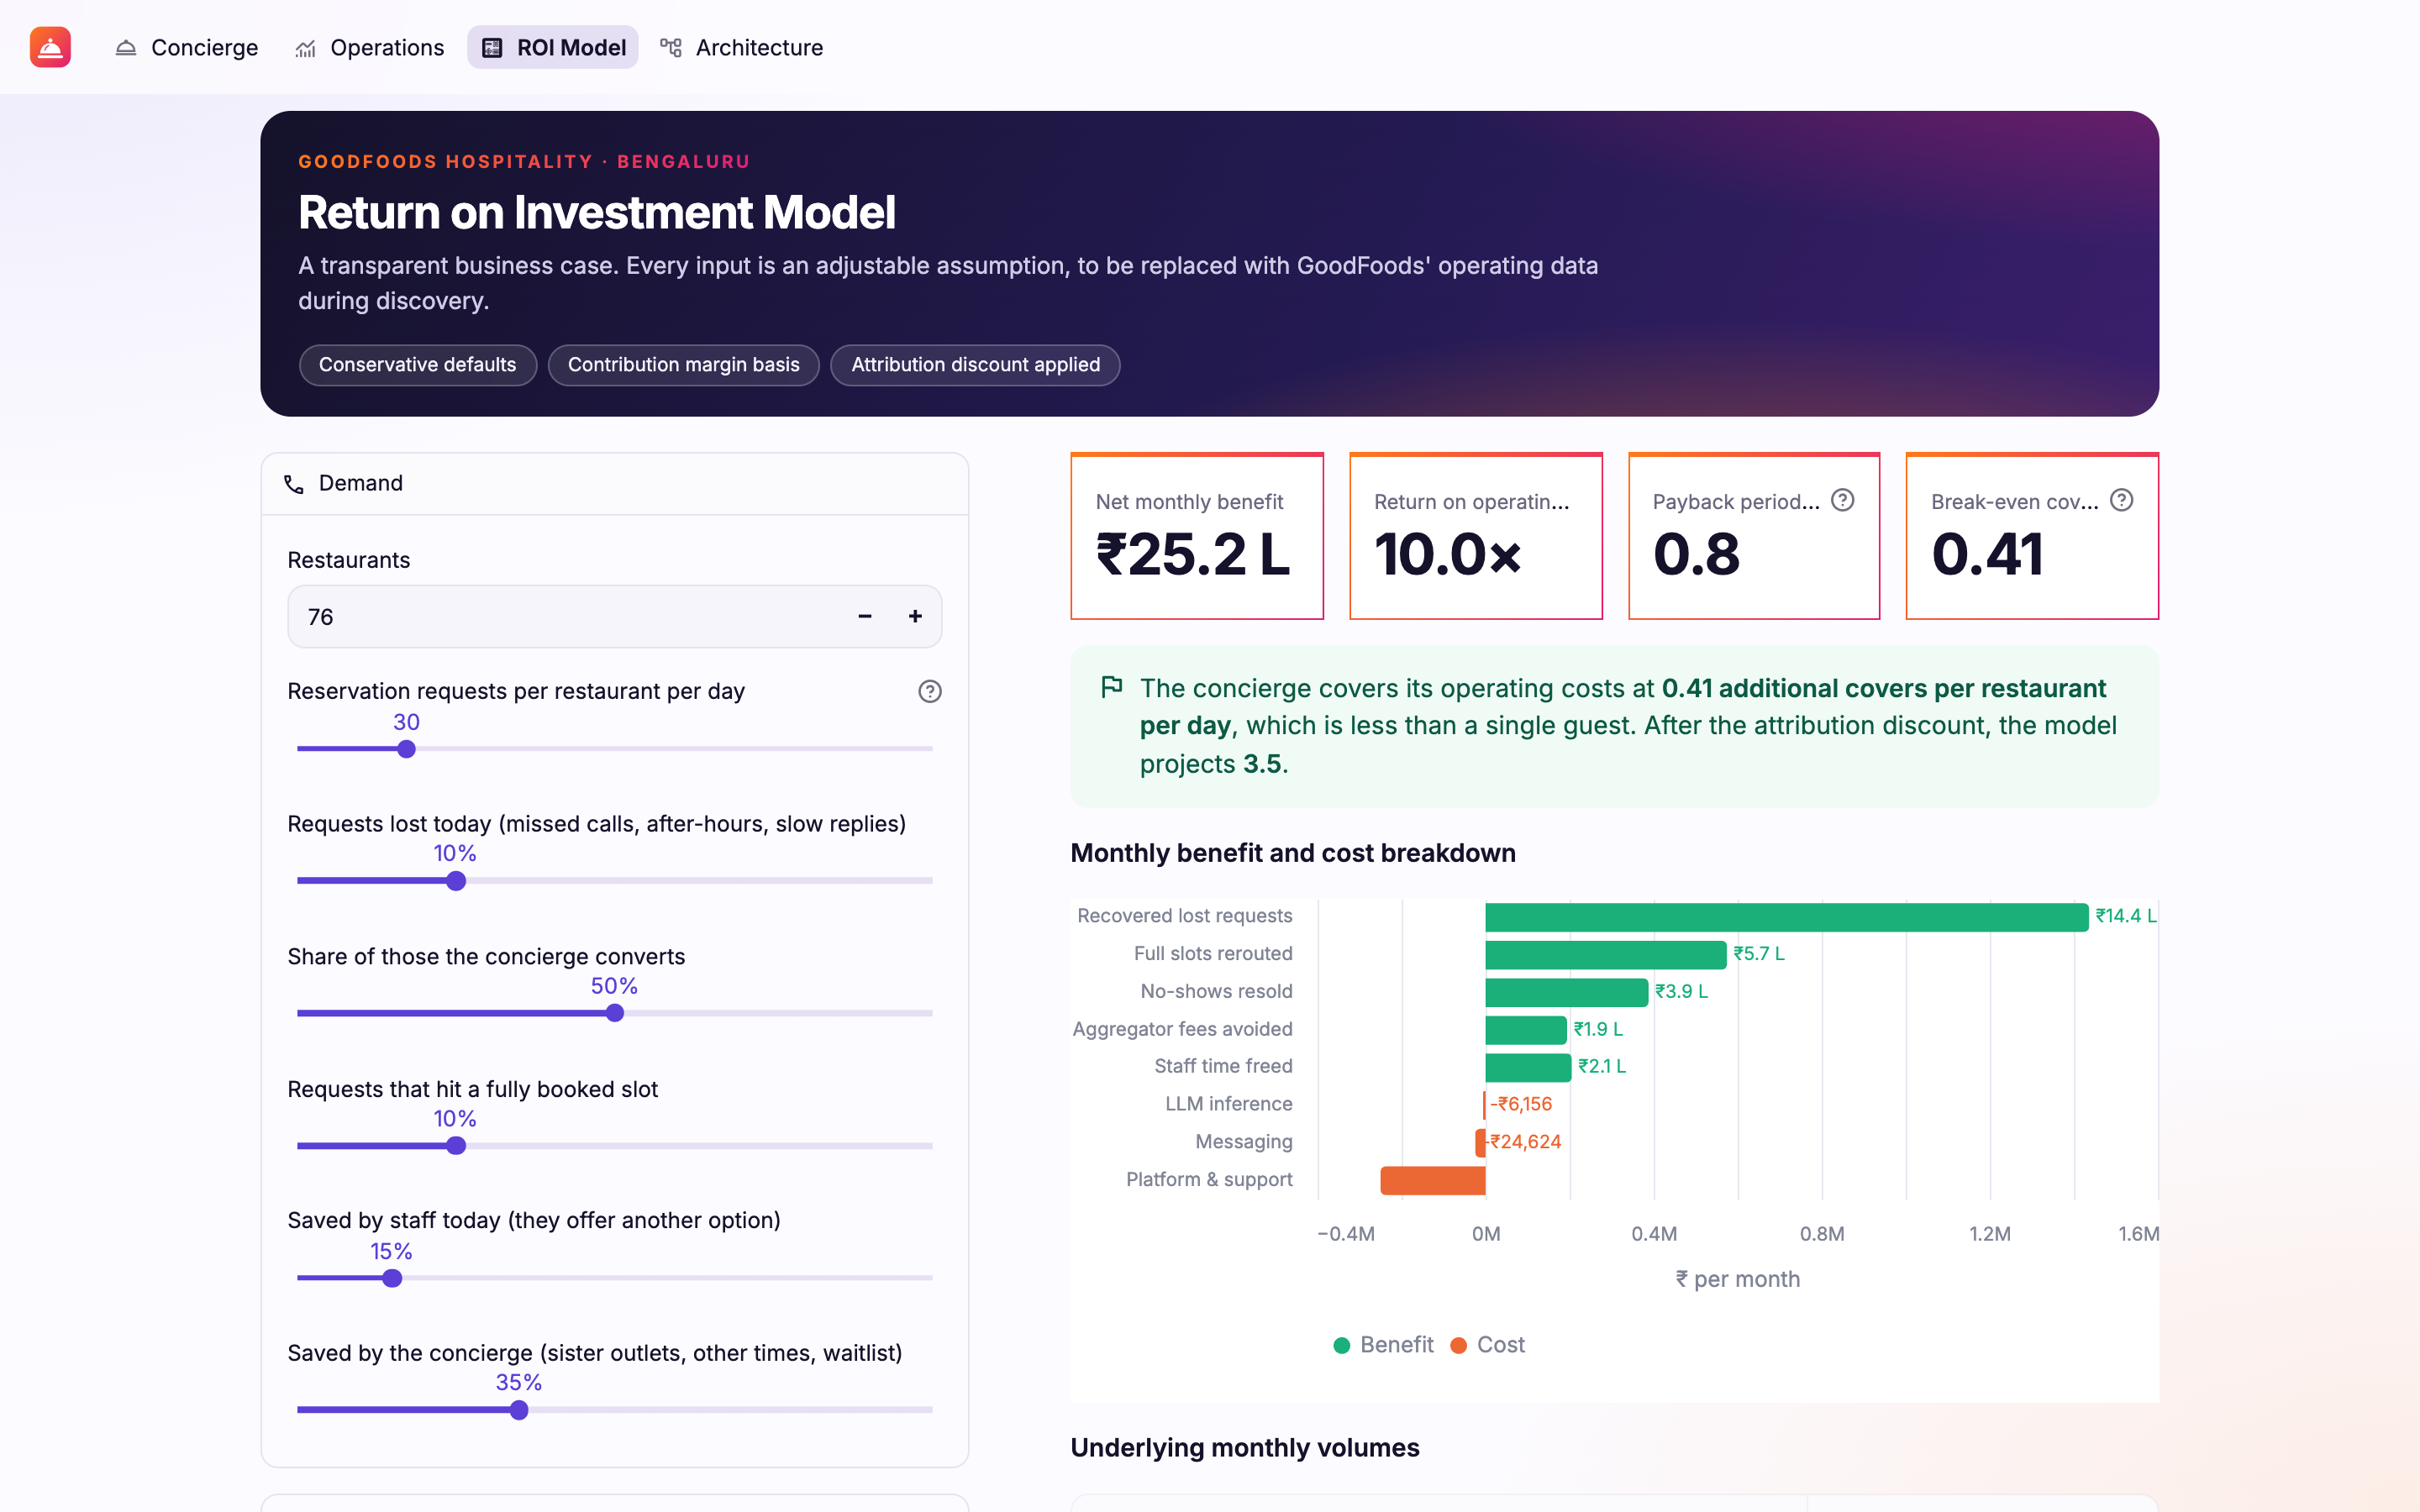 Concierge
Operations
ROI Model
Architecture
GOODFOODS HOSPITALITY · BENGALURU
Return on Investment Model
A transparent business case. Every input is an adjustable assumption, to be replaced with GoodFoods' operating data
during discovery.
Conservative defaults
Contribution margin basis
Attribution discount applied
Demand
Restaurants
76
Reservation requests per restaurant per day
30
Requests lost today (missed calls, after-hours, slow replies)
10%
Share of those the concierge converts
50%
Requests that hit a fully booked slot
10%
Saved by staff today (they offer another option)
15%
Saved by the concierge (sister outlets, other times, waitlist)
35%
Net monthly benefit
₹25.2 L
Return on operatin...
10.0×
Payback period...
0.8
Break-even cov...
0.41
The concierge covers its operating costs at 0.41 additional covers per restaurant
per day, which is less than a single guest. After the attribution discount, the model
projects 3.5.
Monthly benefit and cost breakdown
Recovered lost requests ₹14.4 L
Full slots rerouted ₹5.7 L
No-shows resold ₹3.9 L
Aggregator fees avoided ₹1.9 L
Staff time freed ₹2.1 L
LLM inference -₹6,156
Messaging -₹24,624
Platform & support
−0.4M 0M 0.4M 0.8M 1.2M 1.6M
₹ per month
Benefit Cost
Underlying monthly volumes